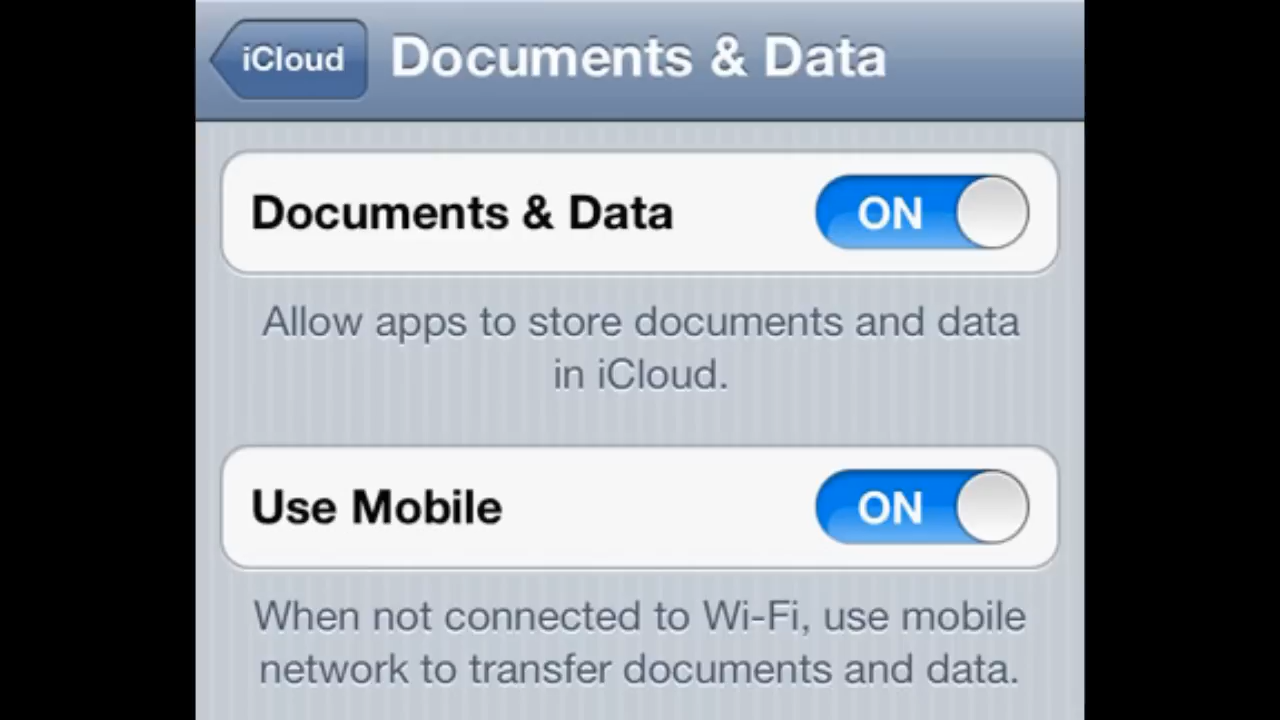 iCloud
Documents & Data
Documents & Data
ON
Allow apps to store documents and data
in iCloud.
Use Mobile
ON
When not connected to Wi-Fi, use mobile
network to transfer documents and data.